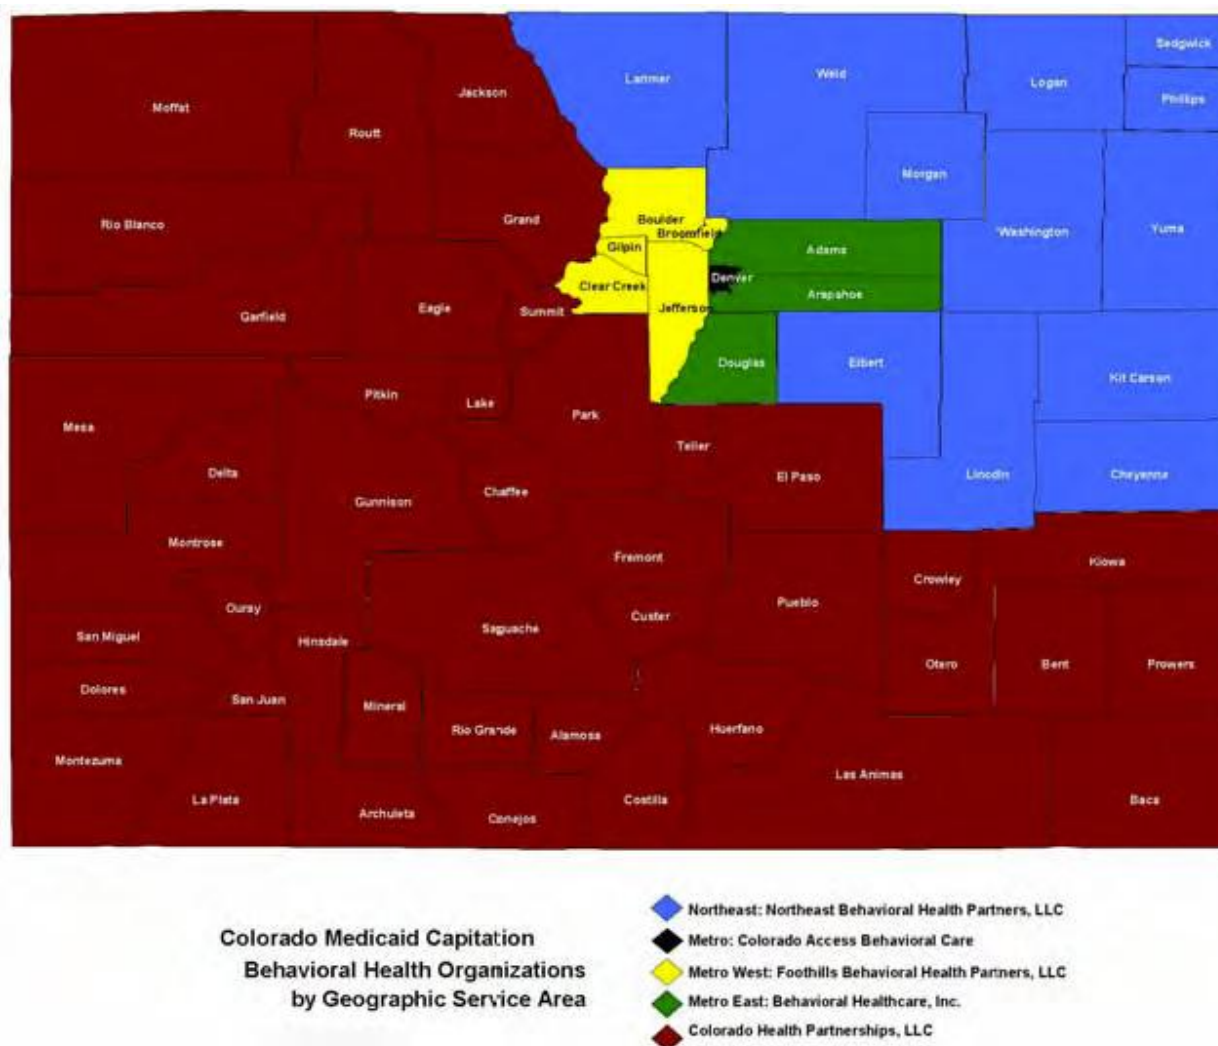 Moffat
Routt
Jackson
Larimer
Weld
Logan
Sedgwick
Phillips
Morgan
Rio Blanco
Grand
Boulder
Broomfield
Gilpin
Adams
Washington
Yuma
Garfield
Eagle
Summit
Clear Creek
Jefferson
Denver
Arapahoe
Mesa
Pitkin
Lake
Park
Douglas
Elbert
Kit Carson
Delta
Gunnison
Chaffee
Teller
El Paso
Lincoln
Cheyenne
Montrose
Fremont
Crowley
Kiowa
Ouray
San Miguel
Hinsdale
Saguache
Custer
Pueblo
Otero
Bent
Prowers
Dolores
San Juan
Mineral
Rio Grande
Alamosa
Huerfano
Montezuma
La Plata
Archuleta
Conejos
Costilla
Las Animas
Baca
Colorado Medicaid Capitation
Behavioral Health Organizations
by Geographic Service Area
Northeast: Northeast Behavioral Health Partners, LLC
Metro: Colorado Access Behavioral Care
Metro West: Foothills Behavioral Health Partners, LLC
Metro East: Behavioral Healthcare, Inc.
Colorado Health Partnerships, LLC